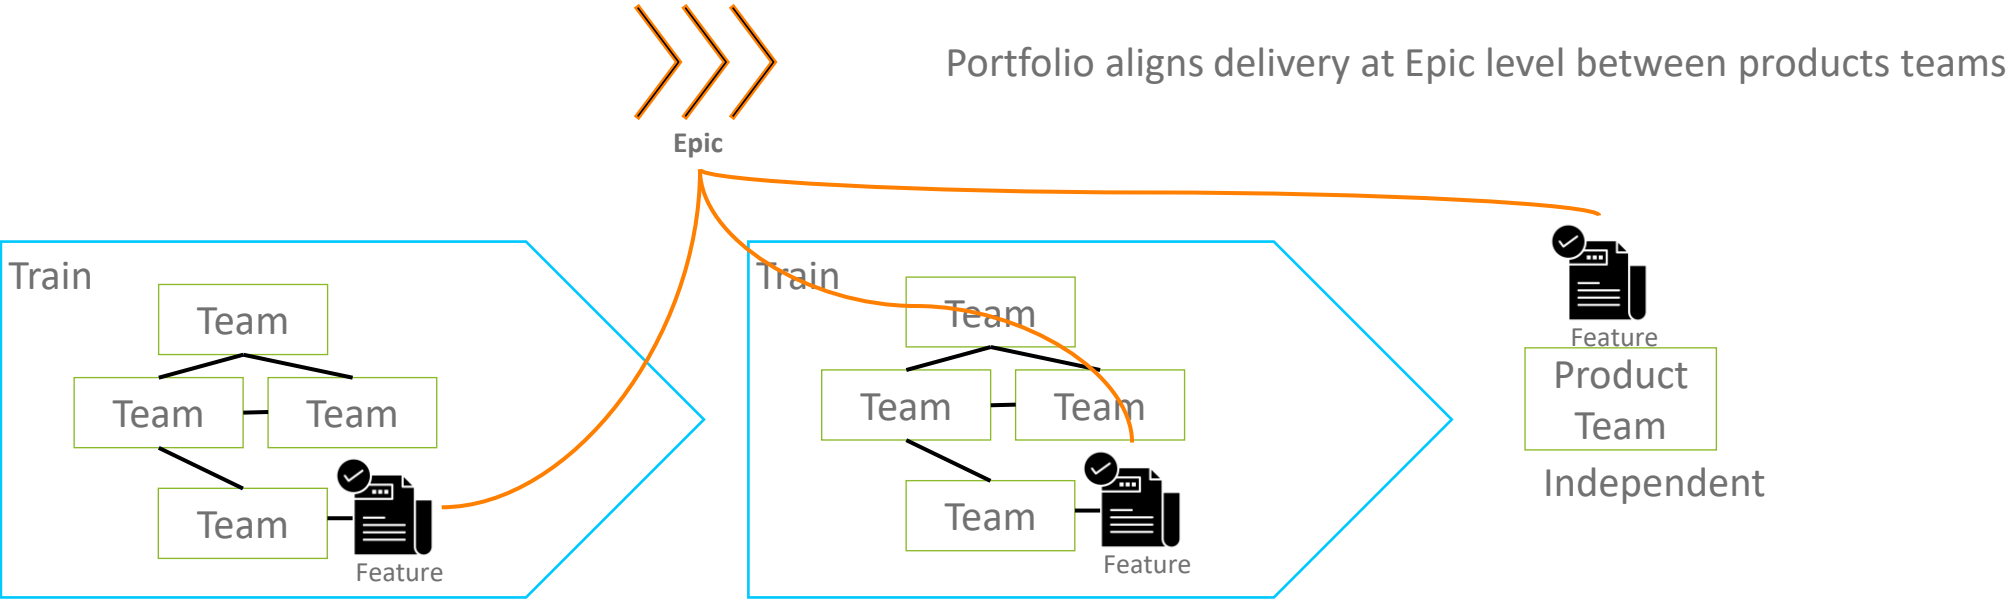 Portfolio aligns delivery at Epic level between products teams
Epic
Train
Team
Team
Team
Team
Feature
Train
Team
Team
Team
Team
Feature
Feature
Product
Team
Independent